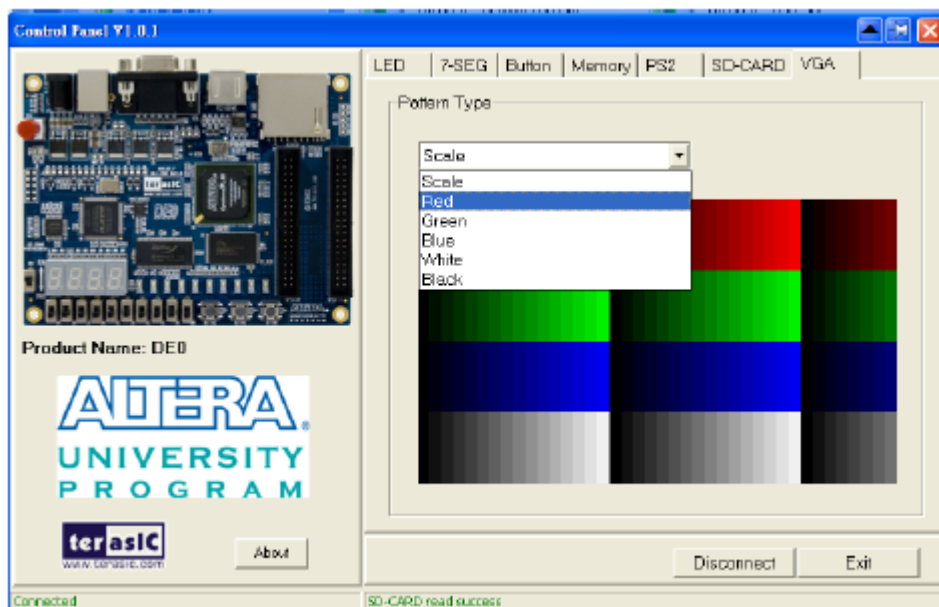 Control Panel V1.0.1
LED 7-SEG Button Memory PS2 SD-CARD VGA
Pattern Type
Scale
Scale
Red
Green
Blue
White
Black
terasIC
DE0
Product Name: DE0
ALTERA®
UNIVERSITY
PROGRAM
terasIC
www.terasic.com
About
Disconnect Exit
Connected
SD-CARD read success